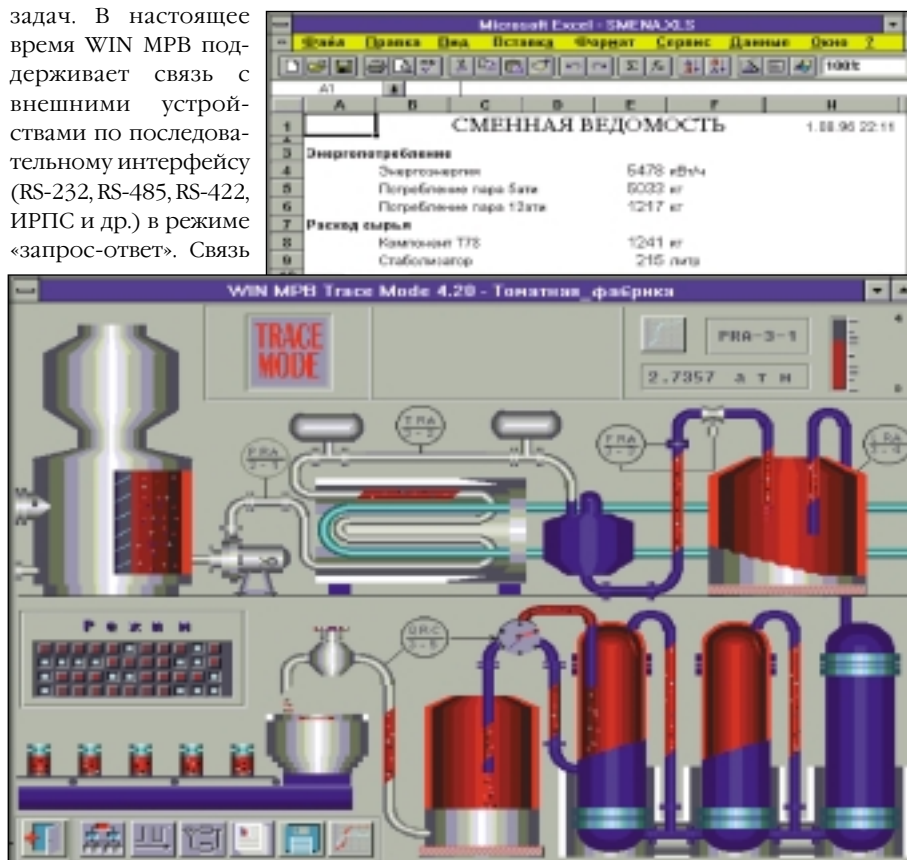 задач. В настоящее
время WIN MPB под-
держивает связь с
внешними устрой-
ствами по последова-
тельному интерфейсу
(RS-232, RS-485, RS-422,
ИРПС и др.) в режиме
«запрос-ответ». Связь
Microsoft Excel - SMENA.XLS
Файл Правка Вид Вставка Формат Сервис Данные Окно ?
100%
A1
A B C D E F H
1 СМЕННАЯ ВЕДОМОСТЬ 1.08.96 22:11
3 Энергопотребление
4 Энергоэнергия 5478 кВт/ч
5 Потребление пара 5ати 5033 кг
6 Потребление пара 12ати 1217 кг
7 Расход сырья
8 Компонент Т78 1241 кг
9 Стаболизатор 215 литр
WIN MPB Trace Mode 4.20 - Томатная_фабрика
TRACE
MODE
PRA-3-1
2.7357 а т н
Режим